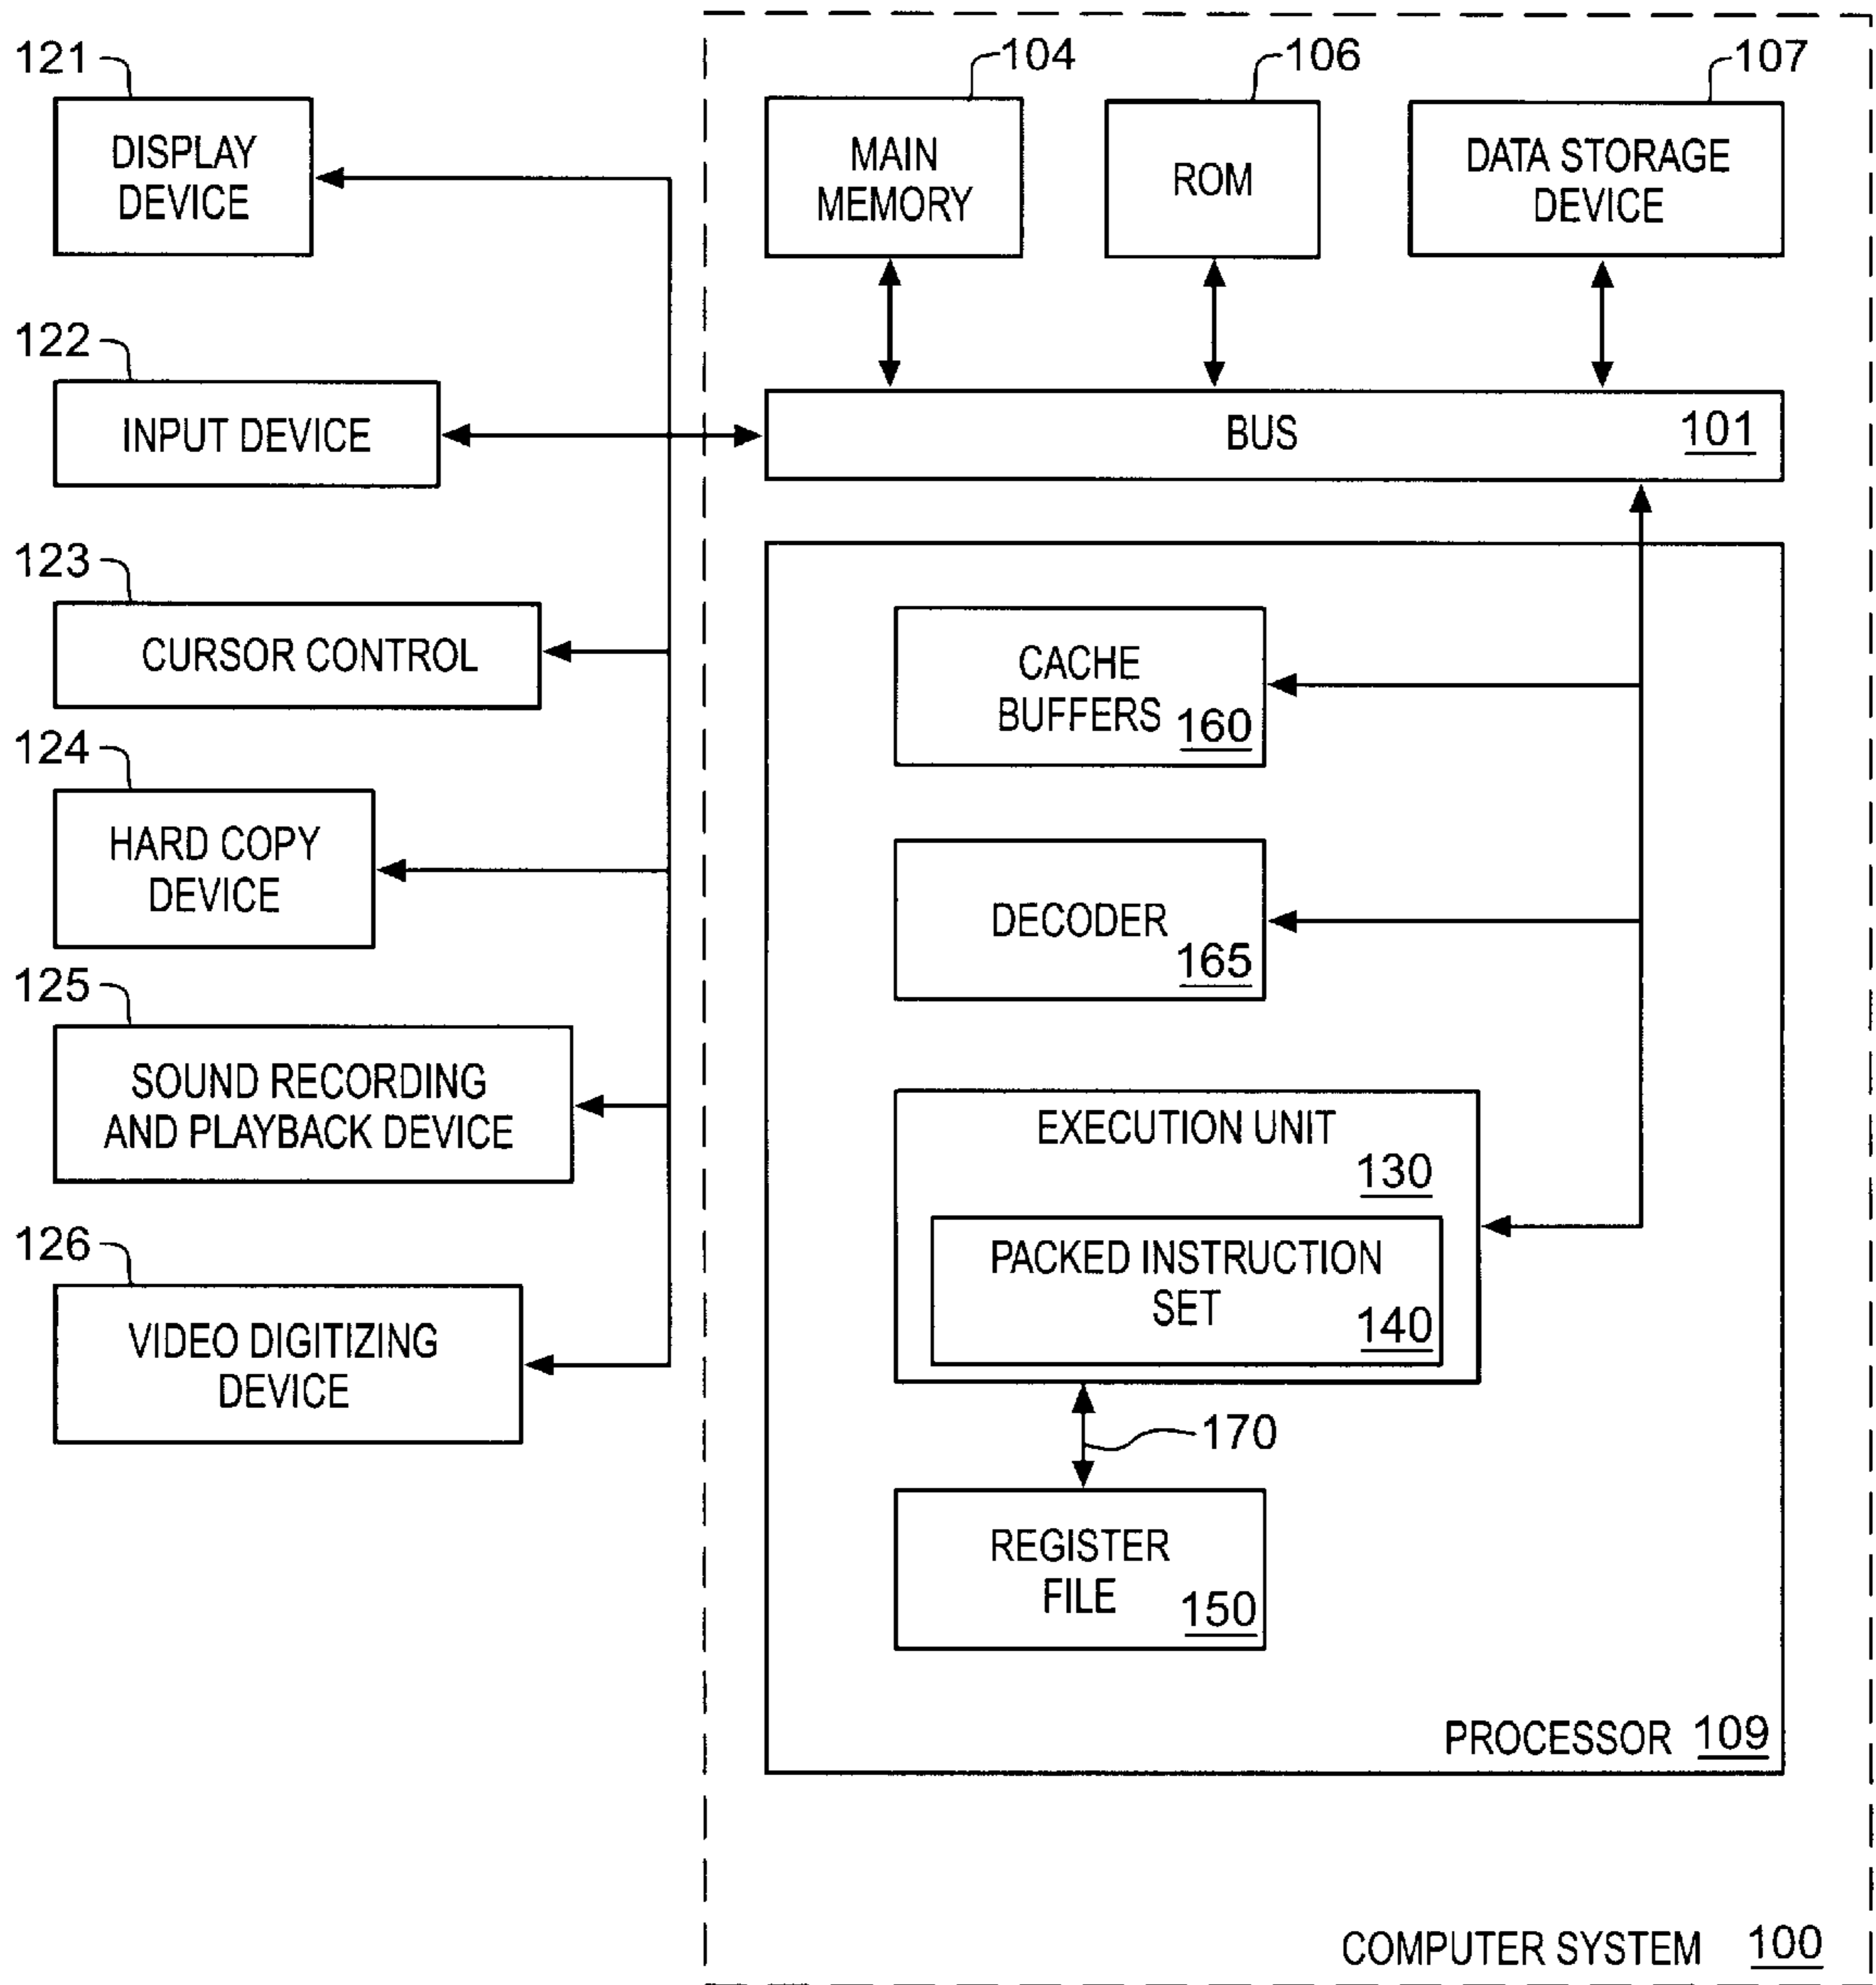 121
DISPLAY
DEVICE
122
INPUT DEVICE
123
CURSOR CONTROL
124
HARD COPY
DEVICE
125
SOUND RECORDING
AND PLAYBACK DEVICE
126
VIDEO DIGITIZING
DEVICE
104
MAIN
MEMORY
106
ROM
107
DATA STORAGE
DEVICE
BUS 101
CACHE
BUFFERS 160
DECODER
165
EXECUTION UNIT
130
PACKED INSTRUCTION
SET 140
170
REGISTER
FILE 150
PROCESSOR 109
COMPUTER SYSTEM 100